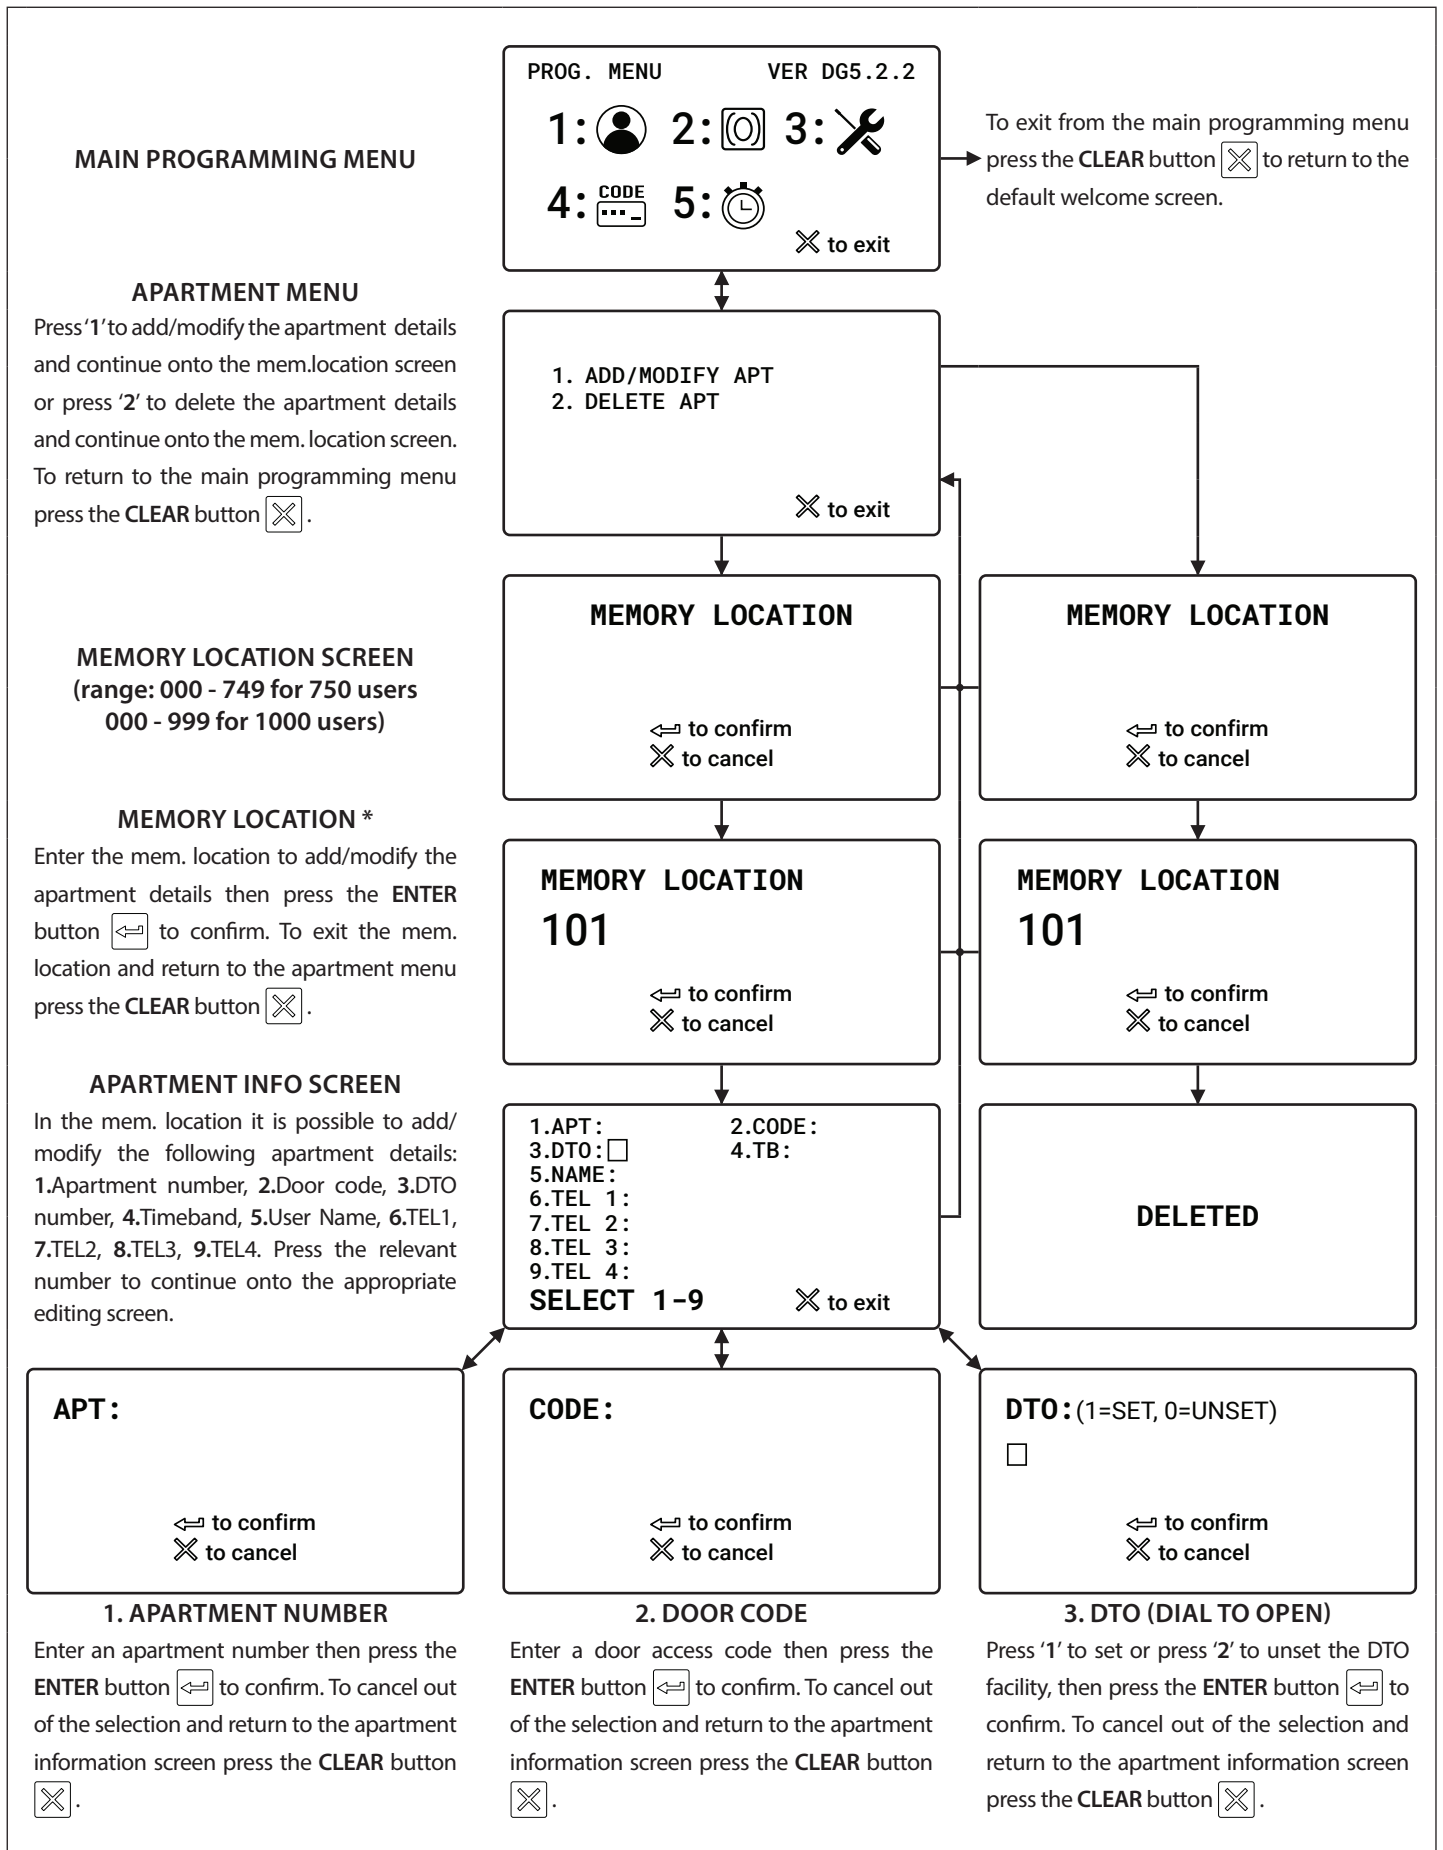 PROG. MENU VER DG5.2.2
1: 2: 3:
4: CODE 5:
to exit
MAIN PROGRAMMING MENU
To exit from the main programming menu
press the CLEAR button to return to the
default welcome screen.
APARTMENT MENU
Press ‘1’ to add/modify the apartment details
and continue onto the mem.location screen
or press ‘2’ to delete the apartment details
and continue onto the mem. location screen.
To return to the main programming menu
press the CLEAR button .
1. ADD/MODIFY APT
2. DELETE APT
to exit
MEMORY LOCATION SCREEN
(range: 000 - 749 for 750 users
000 - 999 for 1000 users)
MEMORY LOCATION
to confirm
to cancel
MEMORY LOCATION
to confirm
to cancel
MEMORY LOCATION *
Enter the mem. location to add/modify the
apartment details then press the ENTER
button to confirm. To exit the mem.
location and return to the apartment menu
press the CLEAR button .
MEMORY LOCATION
101
to confirm
to cancel
MEMORY LOCATION
101
to confirm
to cancel
APARTMENT INFO SCREEN
In the mem. location it is possible to add/
modify the following apartment details:
1.Apartment number, 2.Door code, 3.DTO
number, 4.Timeband, 5.User Name, 6.TEL1,
7.TEL2, 8.TEL3, 9.TEL4. Press the relevant
number to continue onto the appropriate
editing screen.
1.APT: 2.CODE:
3.DTO: 4.TB:
5.NAME:
6.TEL 1:
7.TEL 2:
8.TEL 3:
9.TEL 4:
SELECT 1-9 to exit
DELETED
APT:
to confirm
to cancel
CODE:
to confirm
to cancel
DTO:(1=SET, 0=UNSET)
to confirm
to cancel
1. APARTMENT NUMBER
Enter an apartment number then press the
ENTER button to confirm. To cancel out
of the selection and return to the apartment
information screen press the CLEAR button
.
2. DOOR CODE
Enter a door access code then press the
ENTER button to confirm. To cancel out
of the selection and return to the apartment
information screen press the CLEAR button
.
3. DTO (DIAL TO OPEN)
Press ‘1’ to set or press ‘2’ to unset the DTO
facility, then press the ENTER button to
confirm. To cancel out of the selection and
return to the apartment information screen
press the CLEAR button .